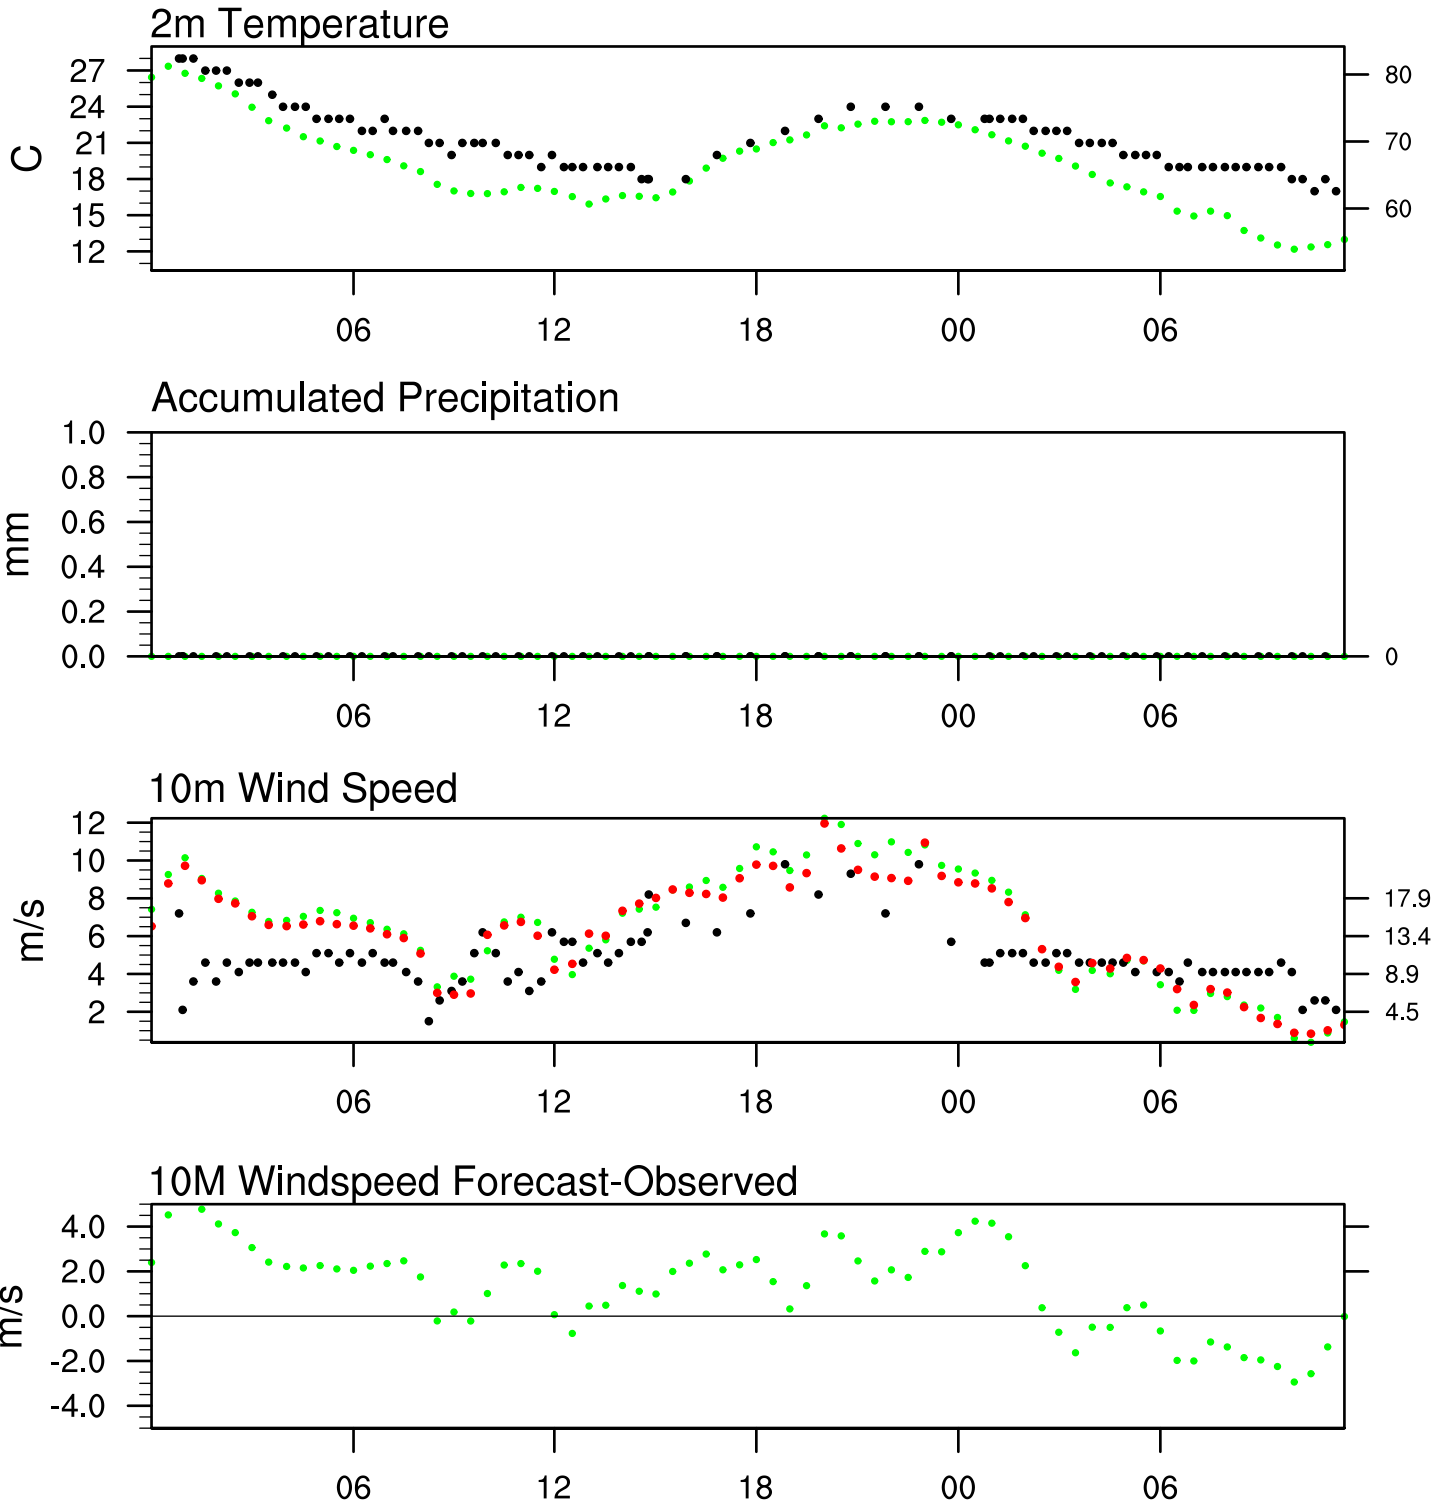 2m Temperature
C
27
24
21
18
15
12
80
70
60
06 12 18 00 06
Accumulated Precipitation
mm
1.0
0.8
0.6
0.4
0.2
0.0
0
06 12 18 00 06
10m Wind Speed
m/s
12
10
8
6
4
2
17.9
13.4
8.9
4.5
06 12 18 00 06
10M Windspeed Forecast-Observed
m/s
4.0
2.0
0.0
-2.0
-4.0
06 12 18 00 06